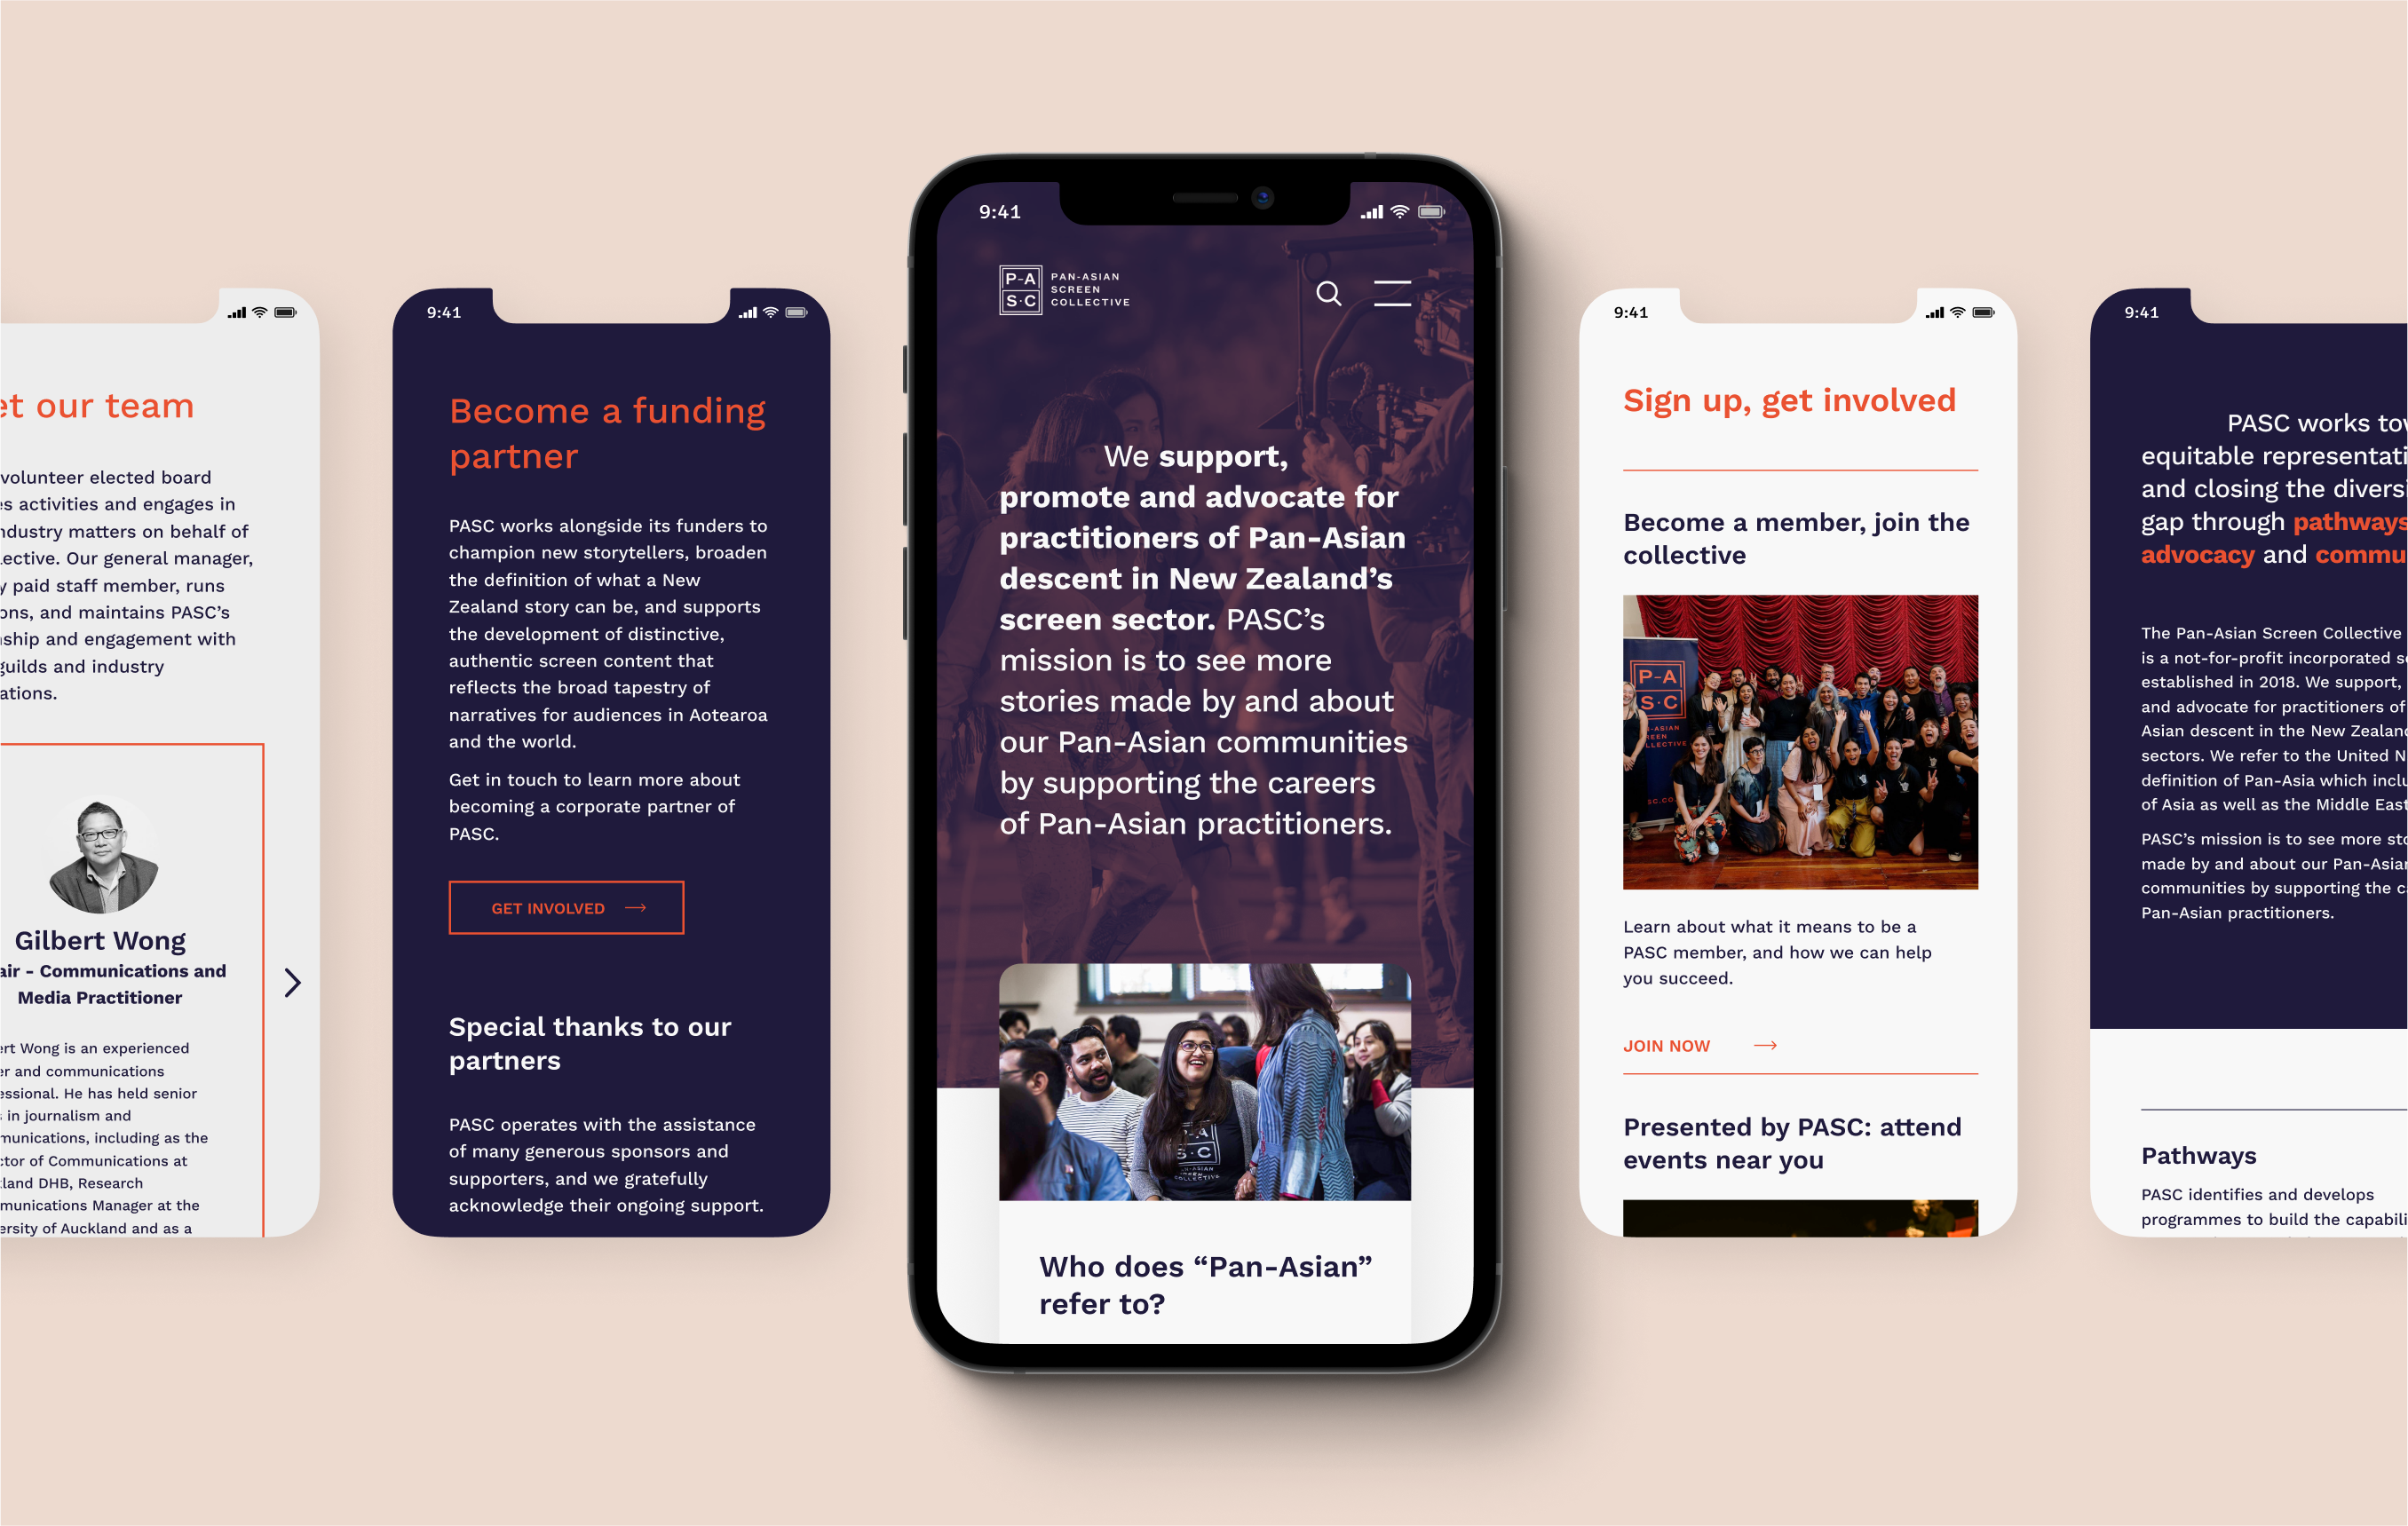 et our team
volunteer elected board
es activities and engages in
ndustry matters on behalf of
lective. Our general manager,
y paid staff member, runs
ons, and maintains PASC’s
nship and engagement with
guilds and industry
ations.
Gilbert Wong
air - Communications and
Media Practitioner
ert Wong is an experienced
er and communications
essional. He has held senior
s in journalism and
munications, including as the
ctor of Communications at
land DHB, Research
munications Manager at the
ersity of Auckland and as a
9:41
Become a funding
partner
PASC works alongside its funders to
champion new storytellers, broaden
the definition of what a New
Zealand story can be, and supports
the development of distinctive,
authentic screen content that
reflects the broad tapestry of
narratives for audiences in Aotearoa
and the world.
Get in touch to learn more about
becoming a corporate partner of
PASC.
GET INVOLVED
Special thanks to our
partners
PASC operates with the assistance
of many generous sponsors and
supporters, and we gratefully
acknowledge their ongoing support.
9:41
P-A
S·C
PAN-ASIAN
SCREEN
COLLECTIVE
We support,
promote and advocate for
practitioners of Pan-Asian
descent in New Zealand’s
screen sector. PASC’s
mission is to see more
stories made by and about
our Pan-Asian communities
by supporting the careers
of Pan-Asian practitioners.
P-A
S·C
PAN-ASIAN
SCREEN
COLLECTIVE
Who does “Pan-Asian”
refer to?
9:41
Sign up, get involved
Become a member, join the
collective
P-A
S·C
N-ASIAN
REEN
LLECTIVE
Learn about what it means to be a
PASC member, and how we can help
you succeed.
JOIN NOW
Presented by PASC: attend
events near you
9:41
PASC works tow
equitable representati
and closing the diversi
gap through pathways
advocacy and commu
The Pan-Asian Screen Collective
is a not-for-profit incorporated s
established in 2018. We support,
and advocate for practitioners of
Asian descent in the New Zealand
sectors. We refer to the United N
definition of Pan-Asia which inclu
of Asia as well as the Middle East
PASC’s mission is to see more sto
made by and about our Pan-Asian
communities by supporting the c
Pan-Asian practitioners.
Pathways
PASC identifies and develops
programmes to build the capabili